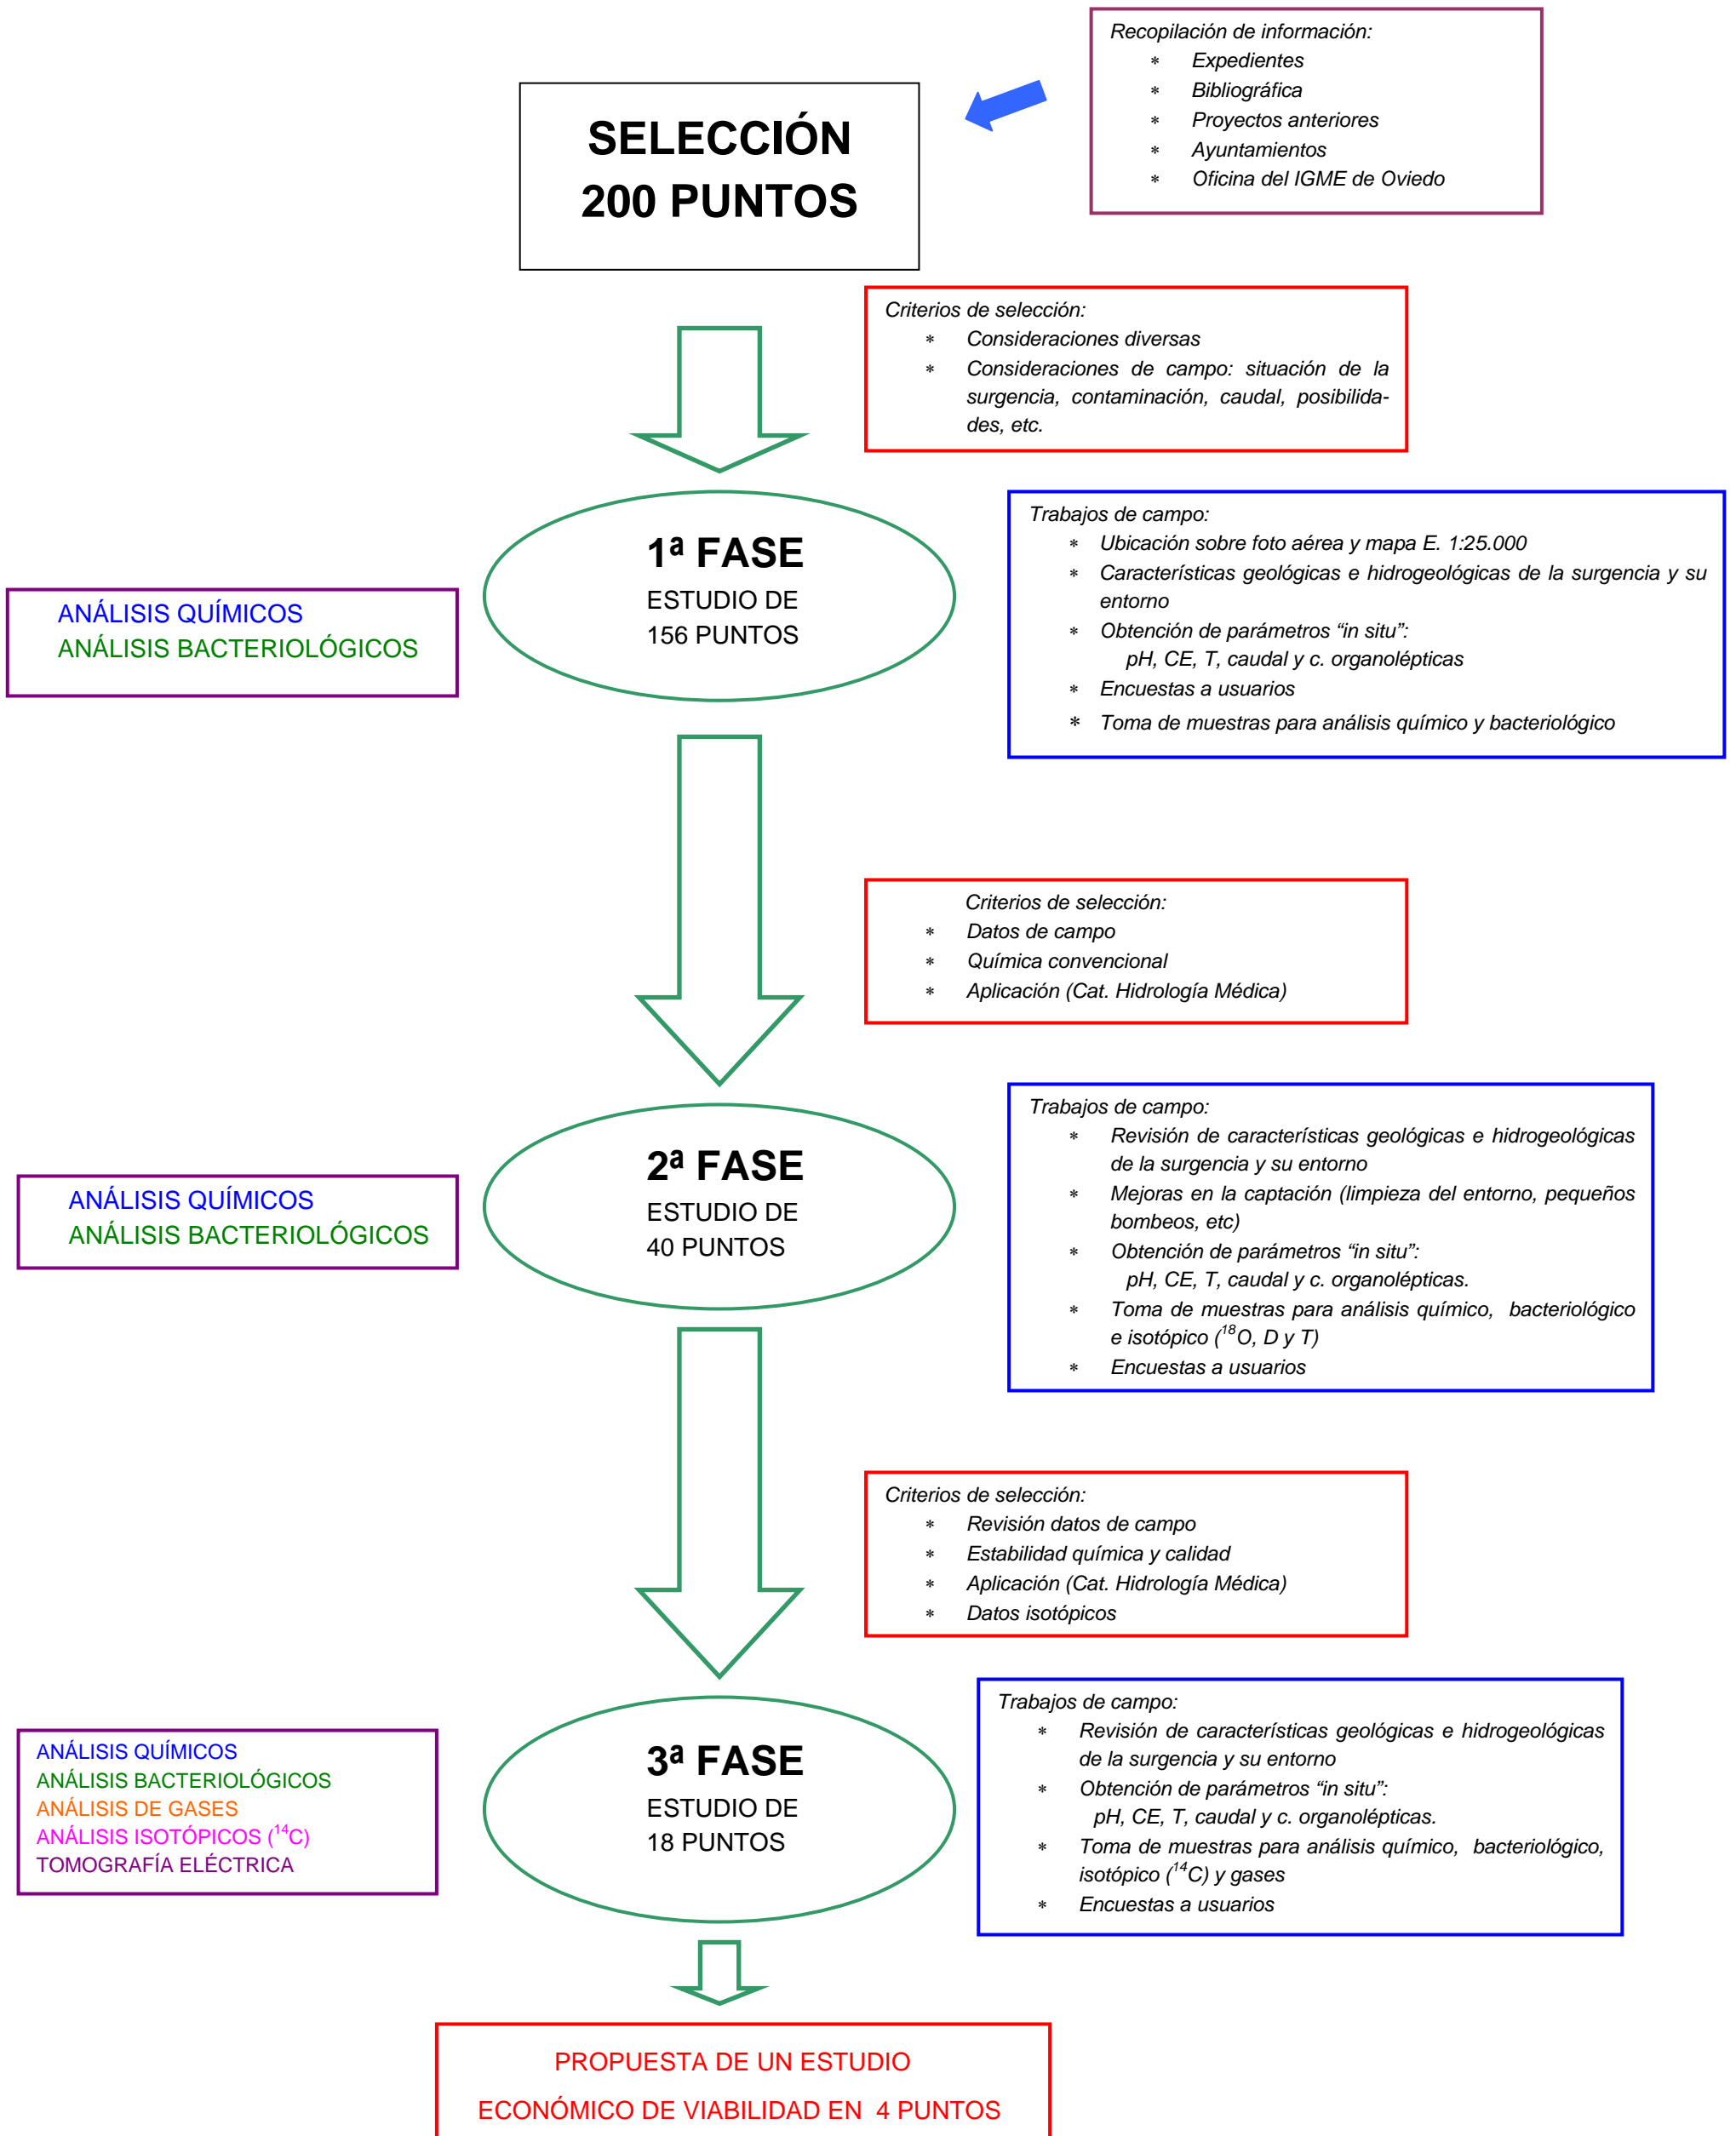 Recopilación de información:
* Expedientes
* Bibliográfica
* Proyectos anteriores
* Ayuntamientos
* Oficina del IGME de Oviedo
SELECCIÓN
200 PUNTOS
Criterios de selección:
* Consideraciones diversas
* Consideraciones de campo: situación de la
surgencia, contaminación, caudal, posibilida-
des, etc.
1ª FASE
ESTUDIO DE
156 PUNTOS
ANÁLISIS QUÍMICOS
ANÁLISIS BACTERIOLÓGICOS
Trabajos de campo:
* Ubicación sobre foto aérea y mapa E. 1:25.000
* Características geológicas e hidrogeológicas de la surgencia y su
entorno
* Obtención de parámetros “in situ”:
pH, CE, T, caudal y c. organolépticas
* Encuestas a usuarios
* Toma de muestras para análisis químico y bacteriológico
Criterios de selección:
* Datos de campo
* Química convencional
* Aplicación (Cat. Hidrología Médica)
2ª FASE
ESTUDIO DE
40 PUNTOS
ANÁLISIS QUÍMICOS
ANÁLISIS BACTERIOLÓGICOS
Trabajos de campo:
* Revisión de características geológicas e hidrogeológicas
de la surgencia y su entorno
* Mejoras en la captación (limpieza del entorno, pequeños
bombeos, etc)
* Obtención de parámetros “in situ”:
pH, CE, T, caudal y c. organolépticas.
* Toma de muestras para análisis químico, bacteriológico
e isotópico (¹⁸O, D y T)
* Encuestas a usuarios
Criterios de selección:
* Revisión datos de campo
* Estabilidad química y calidad
* Aplicación (Cat. Hidrología Médica)
* Datos isotópicos
3ª FASE
ESTUDIO DE
18 PUNTOS
ANÁLISIS QUÍMICOS
ANÁLISIS BACTERIOLÓGICOS
ANÁLISIS DE GASES
ANÁLISIS ISOTÓPICOS (¹⁴C)
TOMOGRAFÍA ELÉCTRICA
Trabajos de campo:
* Revisión de características geológicas e hidrogeológicas
de la surgencia y su entorno
* Obtención de parámetros “in situ”:
pH, CE, T, caudal y c. organolépticas.
* Toma de muestras para análisis químico, bacteriológico,
isotópico (¹⁴C) y gases
* Encuestas a usuarios
PROPUESTA DE UN ESTUDIO
ECONÓMICO DE VIABILIDAD EN 4 PUNTOS